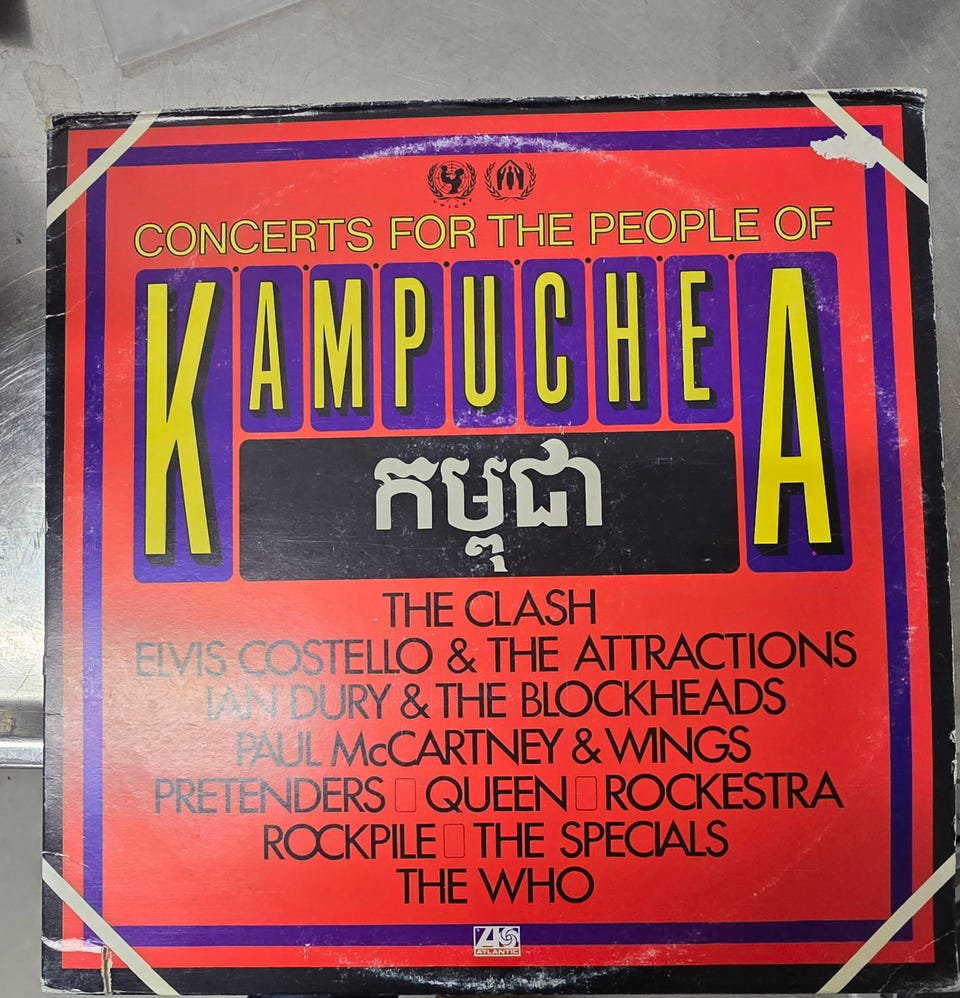 unicef
CONCERTS FOR THE PEOPLE OF
KAMPUCHEA
កម្ពុជា
THE CLASH
ELVIS COSTELLO & THE ATTRACTIONS
IAN DURY & THE BLOCKHEADS
PAUL McCARTNEY & WINGS
PRETENDERS QUEEN ROCKESTRA
ROCKPILE THE SPECIALS
THE WHO
ATLANTIC